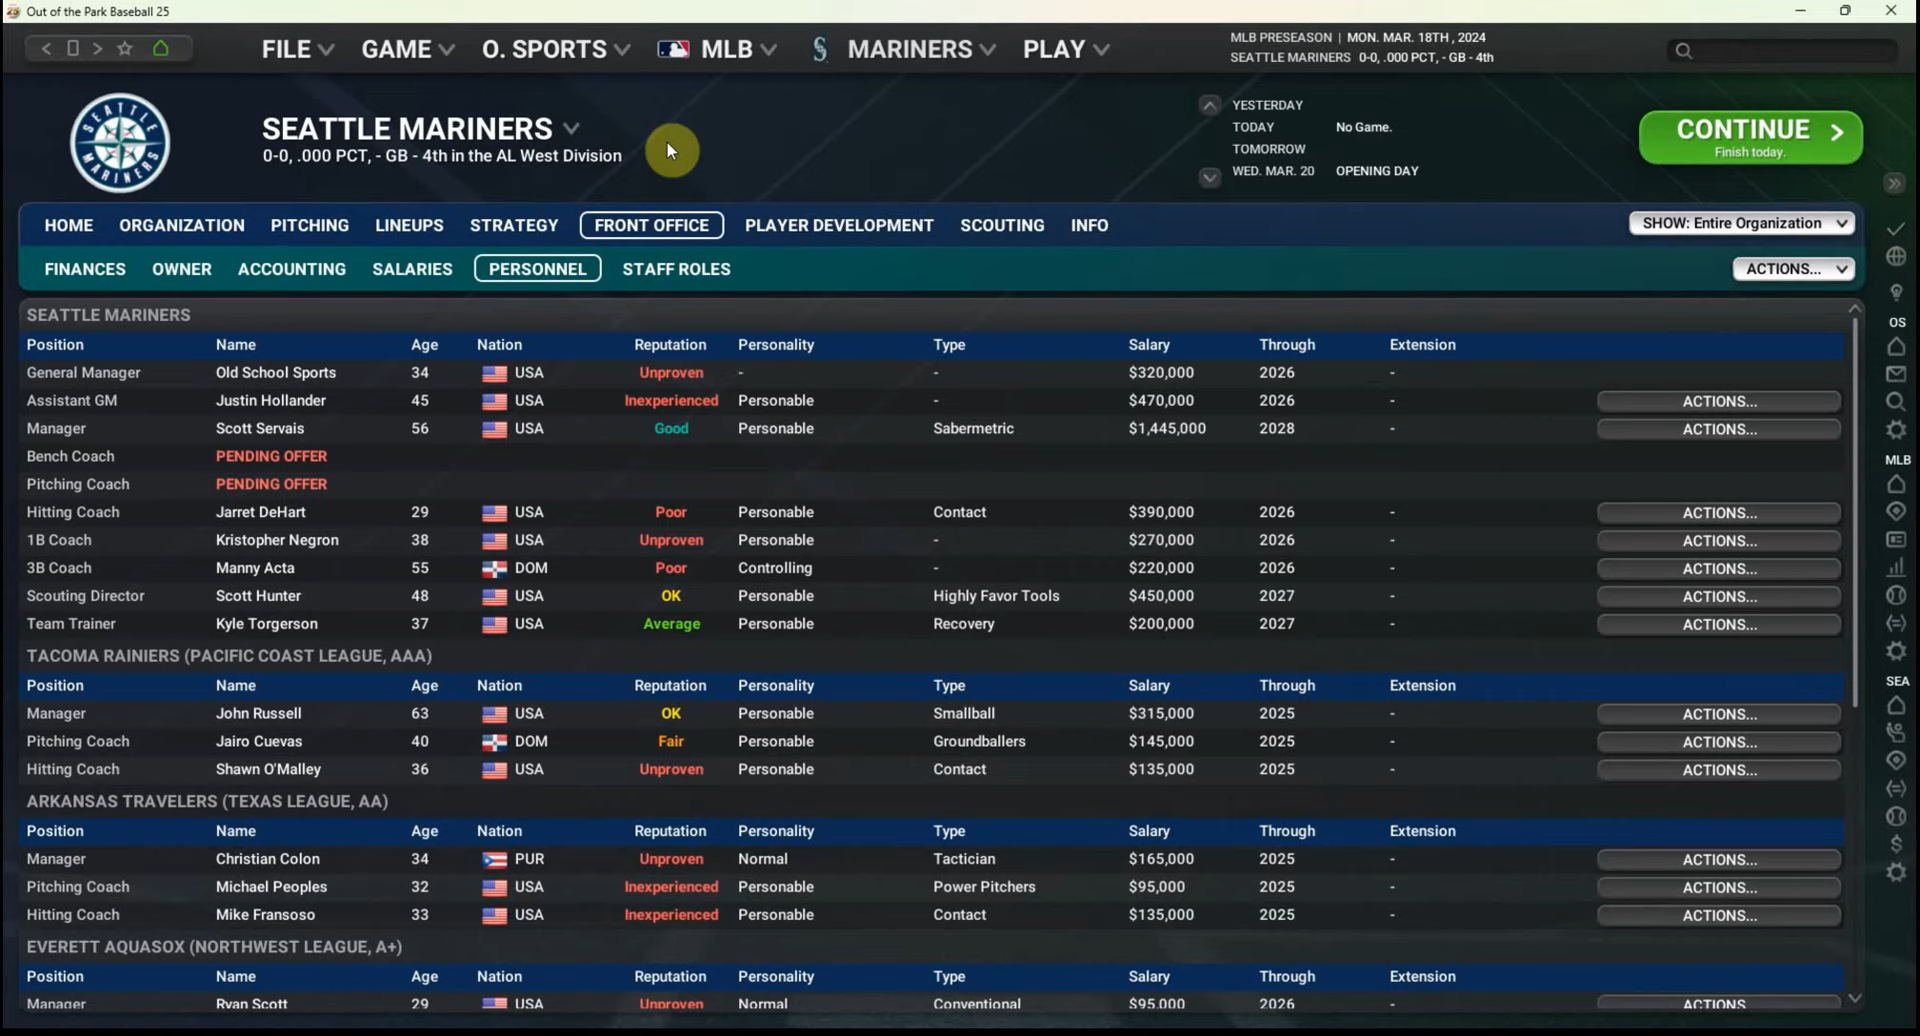 Out of the Park Baseball 25
FILE GAME O. SPORTS MLB MARINERS PLAY
MLB PRESEASON | MON. MAR. 18TH , 2024
SEATTLE MARINERS 0-0, .000 PCT, - GB - 4th
SEATTLE MARINERS
0-0, .000 PCT, - GB - 4th in the AL West Division
YESTERDAY
TODAY No Game.
TOMORROW
WED. MAR. 20 OPENING DAY
CONTINUE
Finish today.
HOME ORGANIZATION PITCHING LINEUPS STRATEGY FRONT OFFICE PLAYER DEVELOPMENT SCOUTING INFO SHOW: Entire Organization
FINANCES OWNER ACCOUNTING SALARIES PERSONNEL STAFF ROLES ACTIONS...
SEATTLE MARINERS
Position Name Age Nation Reputation Personality Type Salary Through Extension
General Manager Old School Sports 34 USA Unproven - - $320,000 2026 -
Assistant GM Justin Hollander 45 USA Inexperienced Personable - $470,000 2026 - ACTIONS...
Manager Scott Servais 56 USA Good Personable Sabermetric $1,445,000 2028 - ACTIONS...
Bench Coach PENDING OFFER
Pitching Coach PENDING OFFER
Hitting Coach Jarret DeHart 29 USA Poor Personable Contact $390,000 2026 - ACTIONS...
1B Coach Kristopher Negron 38 USA Unproven Personable - $270,000 2026 - ACTIONS...
3B Coach Manny Acta 55 DOM Poor Controlling - $220,000 2026 - ACTIONS...
Scouting Director Scott Hunter 48 USA OK Personable Highly Favor Tools $450,000 2027 - ACTIONS...
Team Trainer Kyle Torgerson 37 USA Average Personable Recovery $200,000 2027 - ACTIONS...
TACOMA RAINIERS (PACIFIC COAST LEAGUE, AAA)
Position Name Age Nation Reputation Personality Type Salary Through Extension
Manager John Russell 63 USA OK Personable Smallball $315,000 2025 - ACTIONS...
Pitching Coach Jairo Cuevas 40 DOM Fair Personable Groundballers $145,000 2025 - ACTIONS...
Hitting Coach Shawn O'Malley 36 USA Unproven Personable Contact $135,000 2025 - ACTIONS...
ARKANSAS TRAVELERS (TEXAS LEAGUE, AA)
Position Name Age Nation Reputation Personality Type Salary Through Extension
Manager Christian Colon 34 PUR Unproven Normal Tactician $165,000 2025 - ACTIONS...
Pitching Coach Michael Peoples 32 USA Inexperienced Personable Power Pitchers $95,000 2025 - ACTIONS...
Hitting Coach Mike Fransoso 33 USA Inexperienced Personable Contact $135,000 2025 - ACTIONS...
EVERETT AQUASOX (NORTHWEST LEAGUE, A+)
Position Name Age Nation Reputation Personality Type Salary Through Extension
Manager Ryan Scott 29 USA Unproven Normal Conventional $95,000 2026 - ACTIONS
OS
MLB
SEA